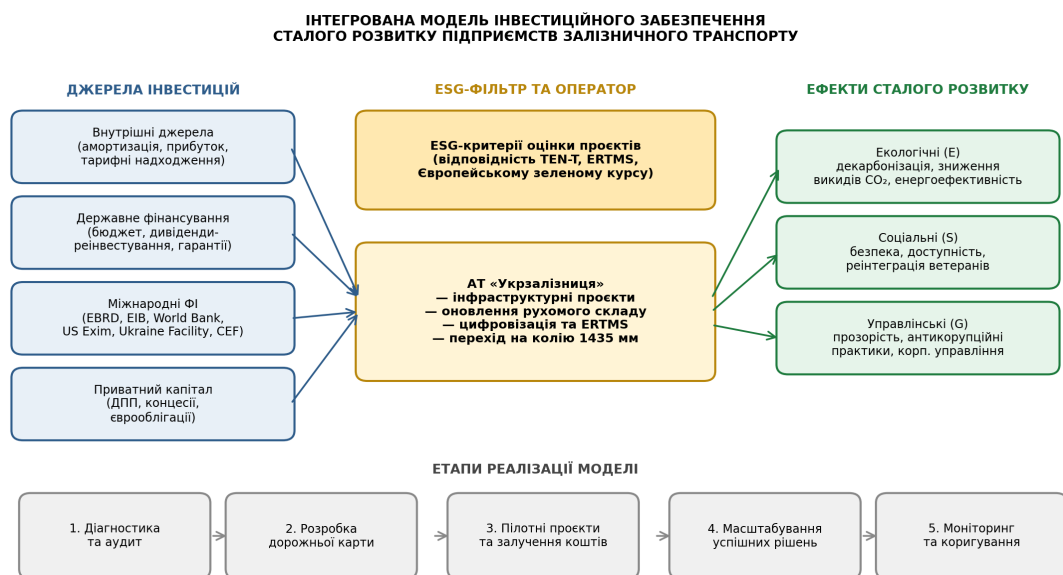 ІНТЕГРОВАНА МОДЕЛЬ ІНВЕСТИЦІЙНОГО ЗАБЕЗПЕЧЕННЯ
СТАЛОГО РОЗВИТКУ ПІДПРИЄМСТВ ЗАЛІЗНИЧНОГО ТРАНСПОРТУ
ДЖЕРЕЛА ІНВЕСТИЦІЙ
Внутрішні джерела
(амортизація, прибуток,
тарифні надходження)
Державне фінансування
(бюджет, дивіденди-
реінвестування, гарантії)
Міжнародні ФІ
(EBRD, EIB, World Bank,
US Exim, Ukraine Facility, CEF)
Приватний капітал
(ДПП, концесії,
єврооблігації)
ESG-ФІЛЬТР ТА ОПЕРАТОР
ESG-критерії оцінки проєктів
(відповідність TEN-T, ERTMS,
Європейському зеленому курсу)
АТ «Укрзалізниця»
— інфраструктурні проєкти
— оновлення рухомого складу
— цифровізація та ERTMS
— перехід на колію 1435 мм
ЕФЕКТИ СТАЛОГО РОЗВИТКУ
Екологічні (E)
декарбонізація, зниження
викидів CO₂, енергоефективність
Соціальні (S)
безпека, доступність,
реінтеграція ветеранів
Управлінські (G)
прозорість, антикорупційні
практики, корп. управління
ЕТАПИ РЕАЛІЗАЦІЇ МОДЕЛІ
1. Діагностика
та аудит
2. Розробка
дорожньої карти
3. Пілотні проєкти
та залучення коштів
4. Масштабування
успішних рішень
5. Моніторинг
та коригування